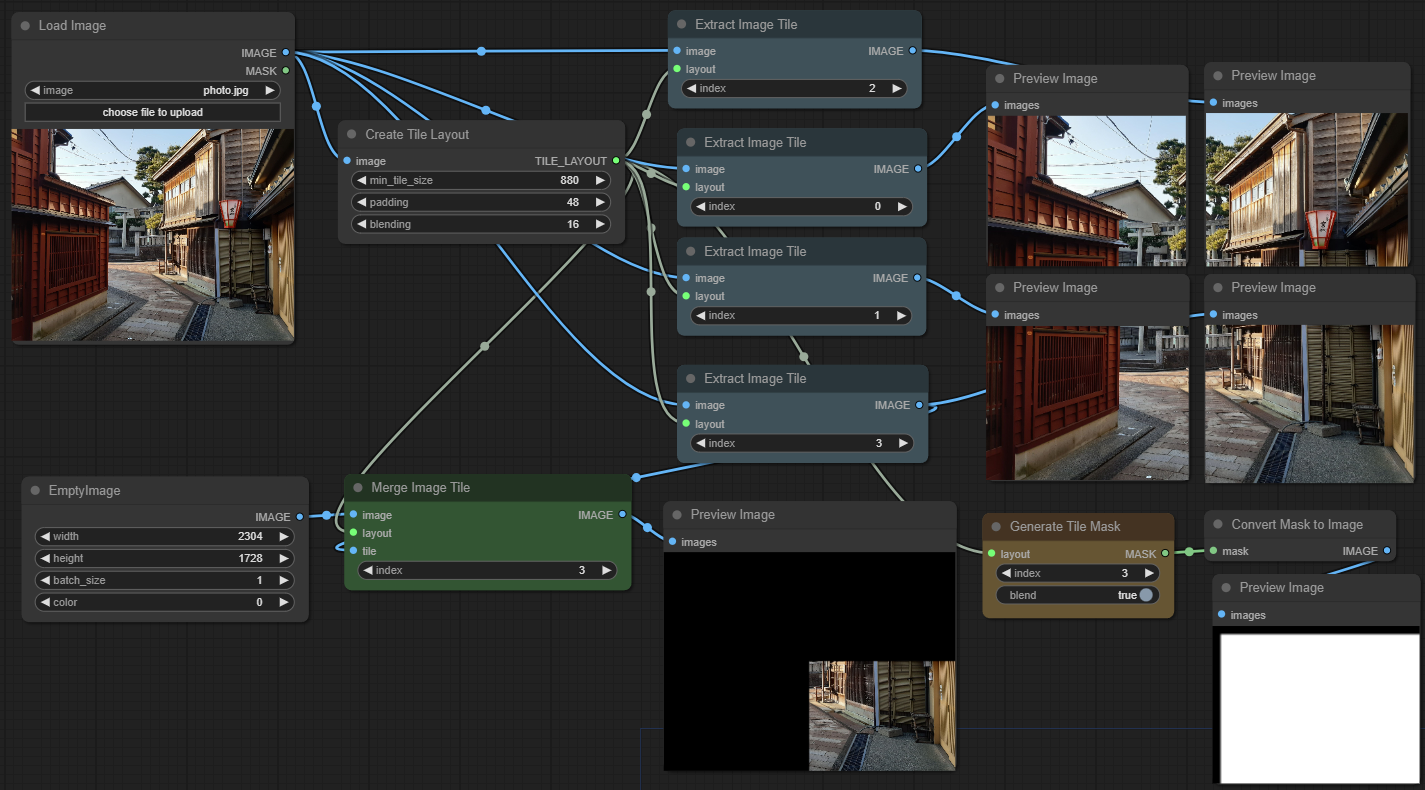 Load Image
IMAGE
MASK
image photo.jpg
choose file to upload
Create Tile Layout
image TILE_LAYOUT
min_tile_size 880
padding 48
blending 16
Extract Image Tile
image IMAGE
layout
index 2
Extract Image Tile
image IMAGE
layout
index 0
Extract Image Tile
image IMAGE
layout
index 1
Extract Image Tile
image IMAGE
layout
index 3
Preview Image
images
Preview Image
images
Preview Image
images
Preview Image
images
EmptyImage
IMAGE
width 2304
height 1728
batch_size 1
color 0
Merge Image Tile
image IMAGE
layout
tile
index 3
Preview Image
images
Generate Tile Mask
layout MASK
index 3
blend true
Convert Mask to Image
mask IMAGE
Preview Image
images